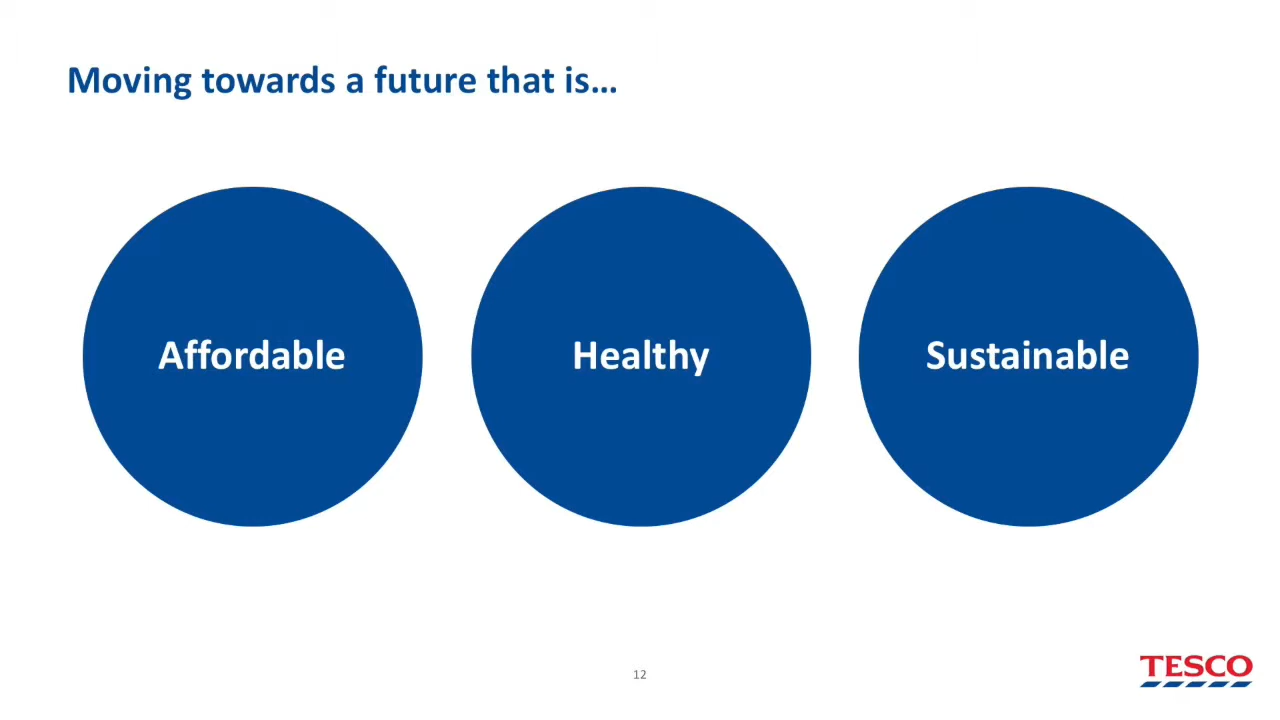 Moving towards a future that is…
Affordable
Healthy
Sustainable
12
TESCO